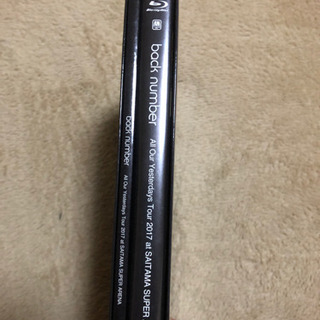 back number
All Our Yesterdays Tour 2017 at SAITAMA SUPER ARENA
back number
All Our Yesterdays Tour 2017 at SAITAMA SUPER